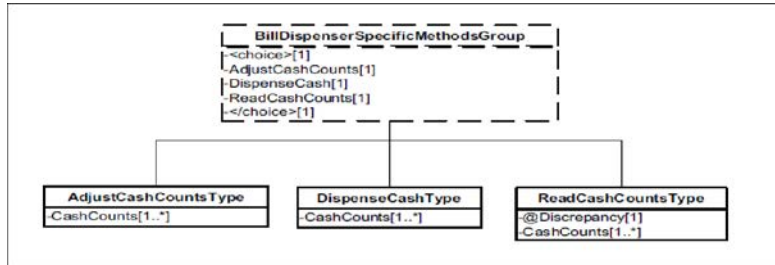 BillDispenserSpecificMethodsGroup
-<choice>[1]
-AdjustCashCounts[1]
-DispenseCash[1]
-ReadCashCounts[1]
-</choice>[1]
AdjustCashCountsType
-CashCounts[1..*]
DispenseCashType
-CashCounts[1..*]
ReadCashCountsType
-@Discrepancy[1]
-CashCounts[1..*]